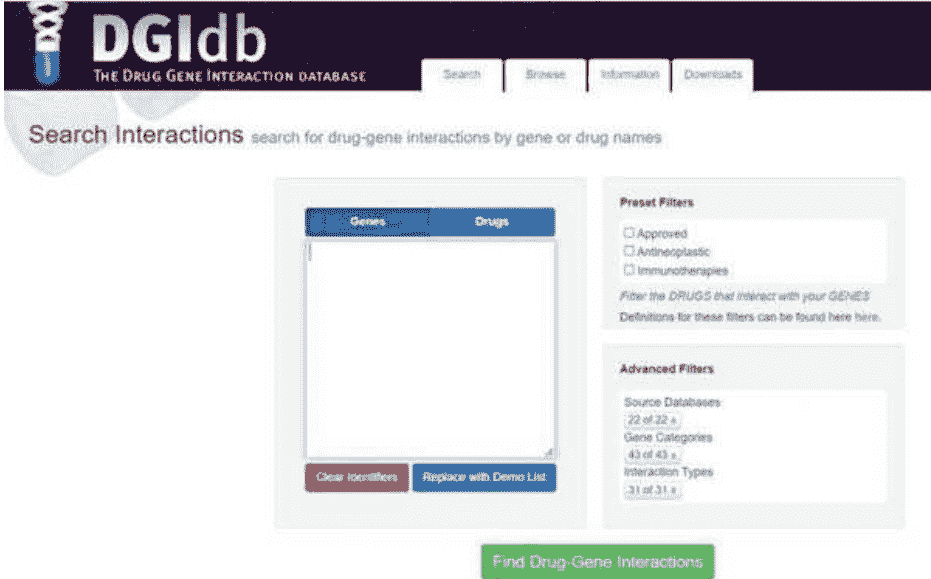 DGIdb
THE DRUG GENE INTERACTION DATABASE
Search Browse Information Downloads
Search Interactions search for drug-gene interactions by gene or drug names
Genes Drugs
Clear Identifiers Replace with Demo List
Preset Filters
Approved
Antineoplastic
Immunotherapies
Filter the DRUGS that interact with your GENES
Definitions for these filters can be found here here.
Advanced Filters
Source Databases
22 of 22
Gene Categories
43 of 43
Interaction Types
31 of 31
Find Drug-Gene Interactions